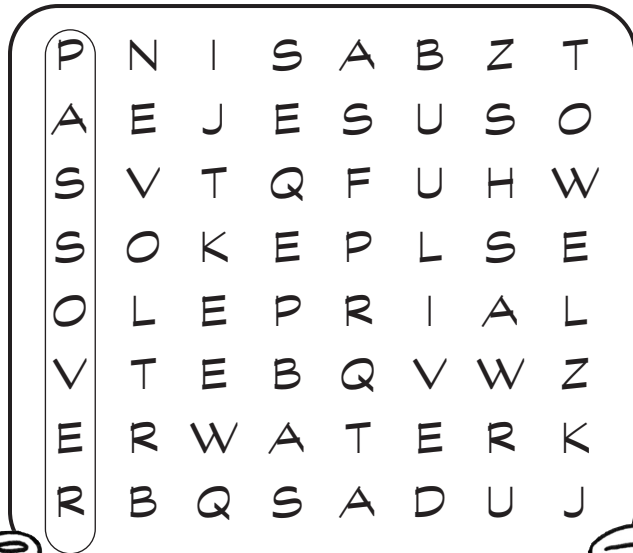 P N I S A B Z T
A E J E S U S O
S V T Q F U H W
S O K E P L S E
O L E P R I A L
V T E B Q V W Z
E R W A T E R K
R B Q S A D U J